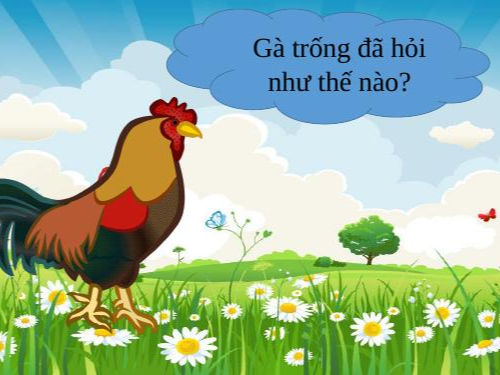 Gà trống đã hỏi
như thế nào?